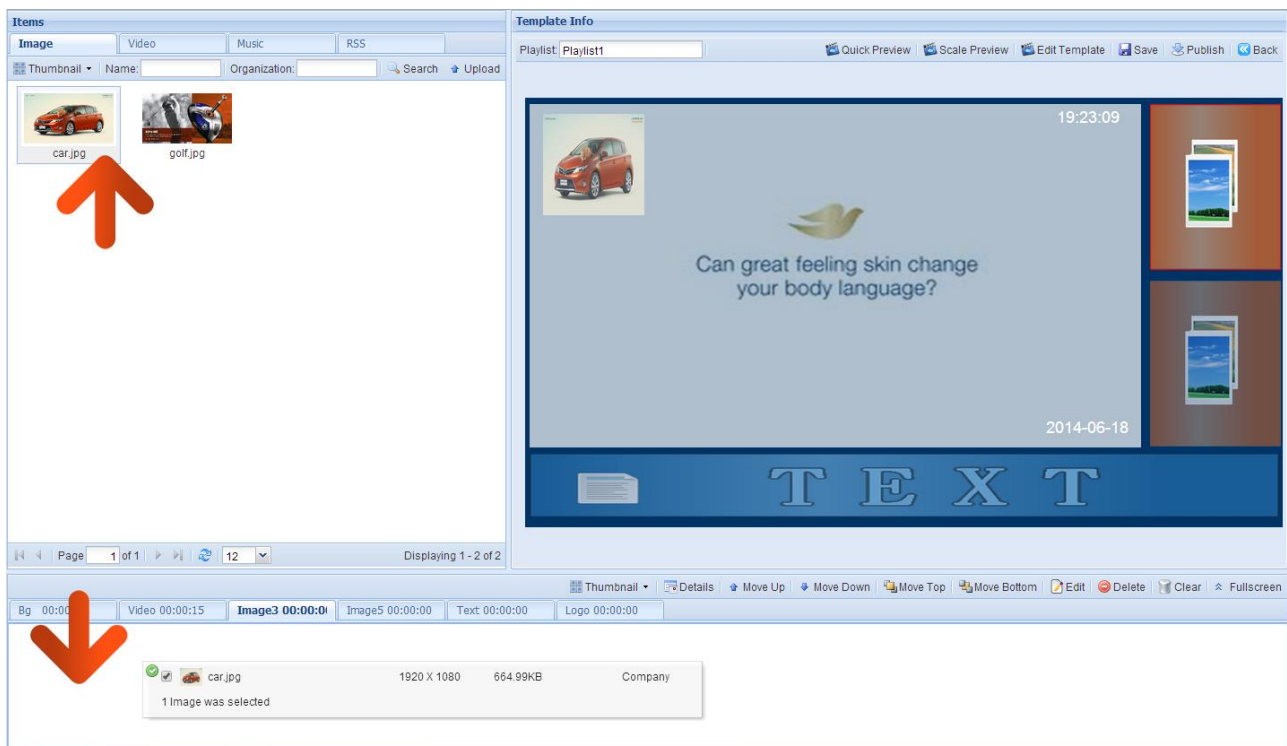 Items
Image Video Music RSS
Thumbnail Name: Organization: Search Upload
car.jpg golf.jpg
Page 1 of 1 12 Displaying 1 - 2 of 2
Template Info
Playlist: Playlist1 Quick Preview Scale Preview Edit Template Save Publish Back
19:23:09
Can great feeling skin change
your body language?
2014-06-18
TEXT
Thumbnail Details Move Up Move Down Move Top Move Bottom Edit Delete Clear Fullscreen
Bg Video 00:00:15 Image3 Image5 00:00:00 Text 00:00:00 Logo 00:00:00
car.jpg 1920 X 1080 664.99KB Company
1 Image was selected